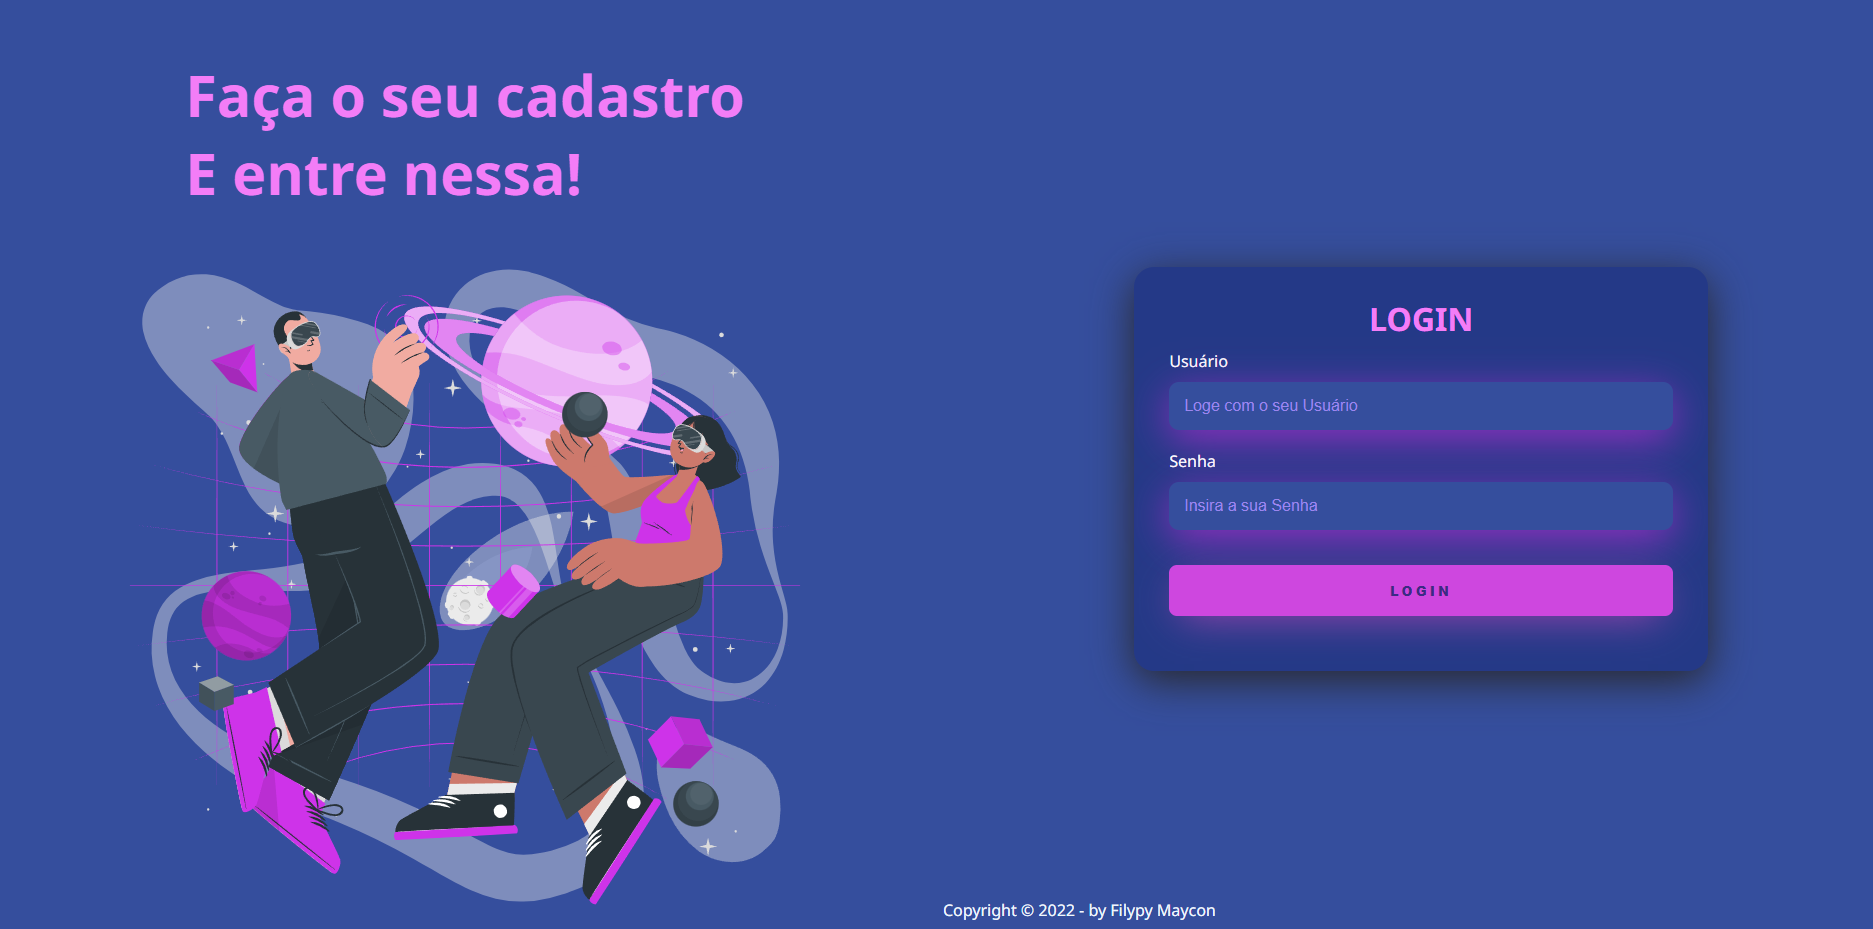 Faça o seu cadastro
E entre nessa!
LOGIN
Usuário
Loge com o seu Usuário
Senha
Insira a sua Senha
LOGIN
Copyright © 2022 - by Filypy Maycon